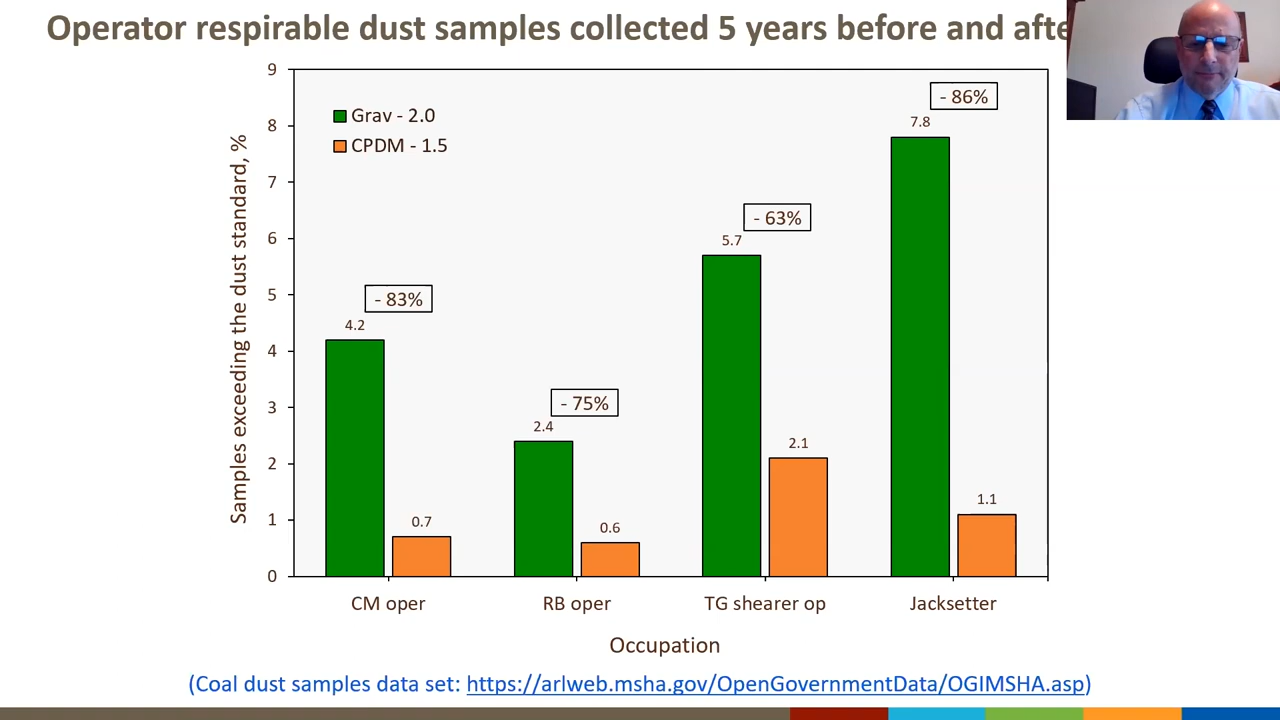 Operator respirable dust samples collected 5 years before and
9
8
7
6
5
4
3
2
1
0
Samples exceeding the dust standard, %
Grav - 2.0
CPDM - 1.5
- 83%
4.2
0.7
- 75%
2.4
0.6
- 63%
5.7
2.1
- 86%
7.8
1.1
CM oper
RB oper
TG shearer op
Jacksetter
Occupation
(Coal dust samples data set: https://arlweb.msha.gov/OpenGovernmentData/OGIMSHA.asp)